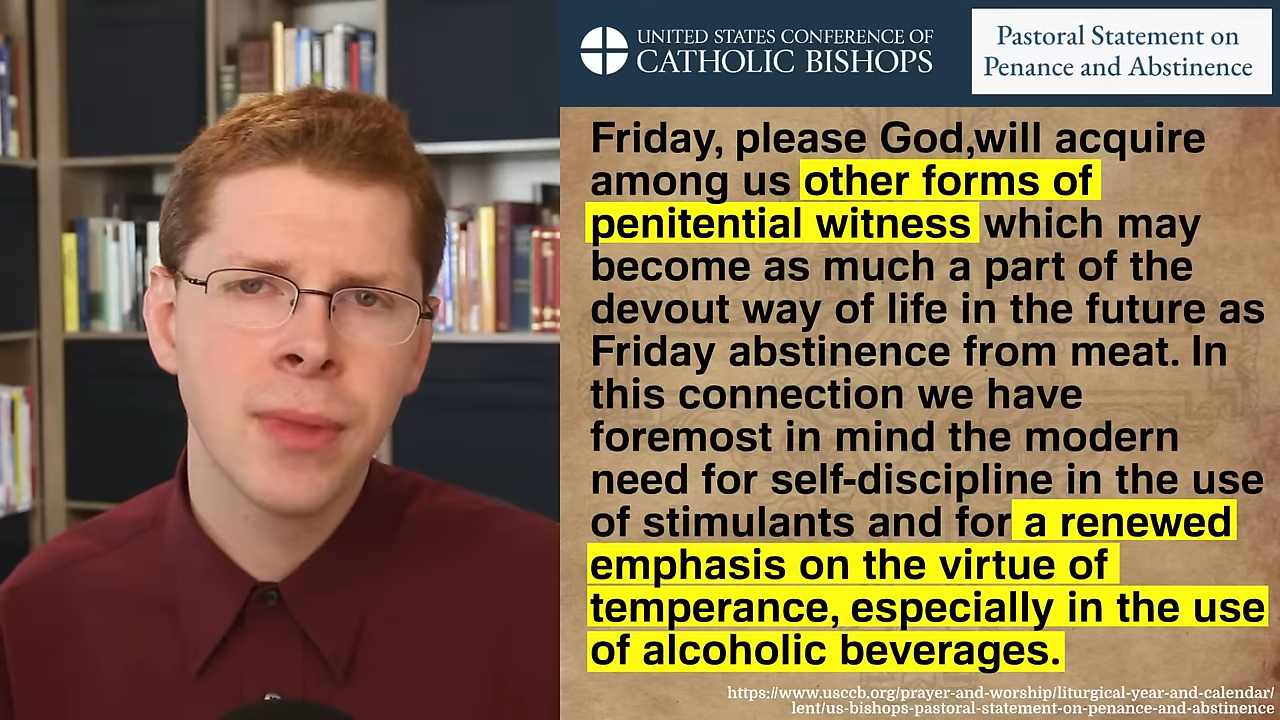 UNITED STATES CONFERENCE OF
CATHOLIC BISHOPS
Pastoral Statement on
Penance and Abstinence
Friday, please God,will acquire
among us other forms of
penitential witness which may
become as much a part of the
devout way of life in the future as
Friday abstinence from meat. In
this connection we have
foremost in mind the modern
need for self-discipline in the use
of stimulants and for a renewed
emphasis on the virtue of
temperance, especially in the use
of alcoholic beverages.
https://www.usccb.org/prayer-and-worship/liturgical-year-and-calendar/
lent/us-bishops-pastoral-statement-on-penance-and-abstinence